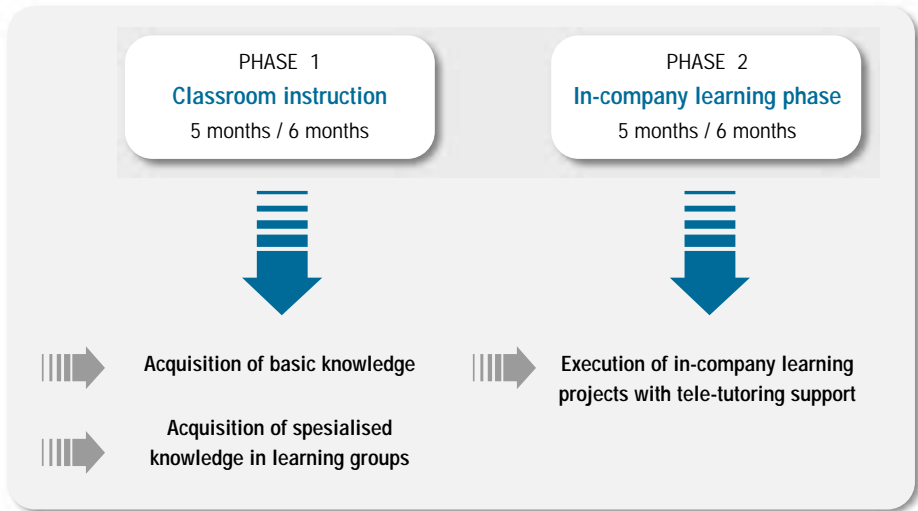 PHASE 1
Classroom instruction
5 months / 6 months
PHASE 2
In-company learning phase
5 months / 6 months
Acquisition of basic knowledge
Acquisition of spesialised
knowledge in learning groups
Execution of in-company learning
projects with tele-tutoring support